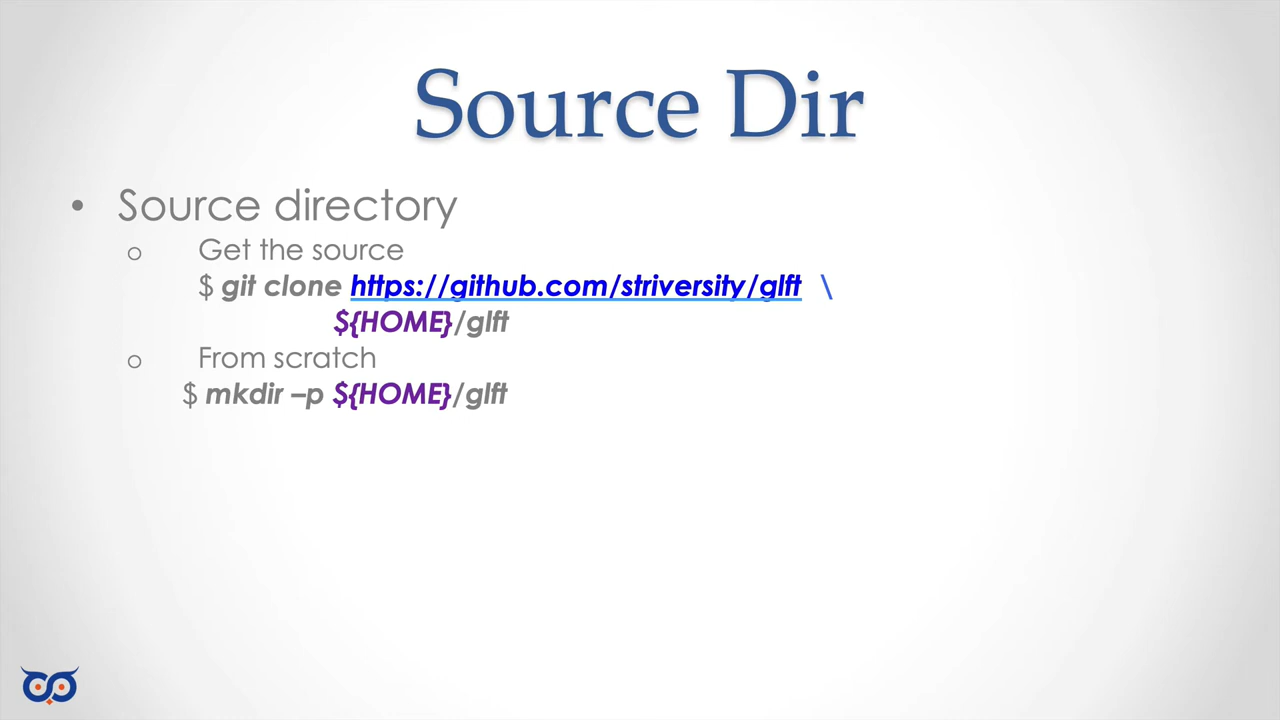 Source Dir
• Source directory
o Get the source
$ git clone https://github.com/striversity/glft \
${HOME}/glft
o From scratch
$ mkdir –p ${HOME}/glft